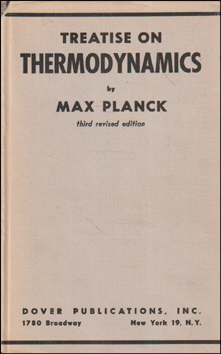 TREATISE ON
THERMODYNAMICS
by
MAX PLANCK
third revised edition
DOVER PUBLICATIONS, INC.
1780 Broadway New York 19, N.Y.